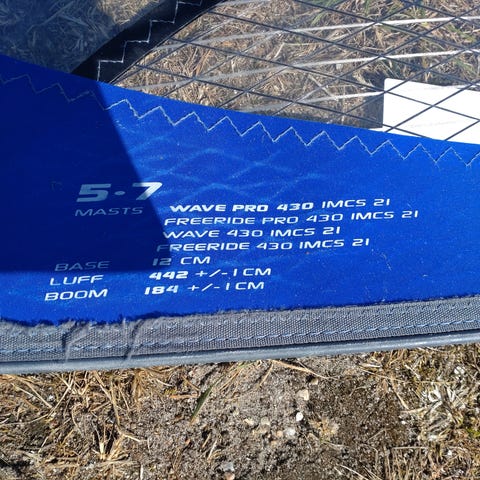 5.7
MASTS WAVE PRO 430 IMCS 21
FREERIDE PRO 430 IMCS 21
WAVE 430 IMCS 21
FREERIDE 430 IMCS 21
BASE 12 CM
LUFF 442 +/-1 CM
BOOM 184 +/-1 CM